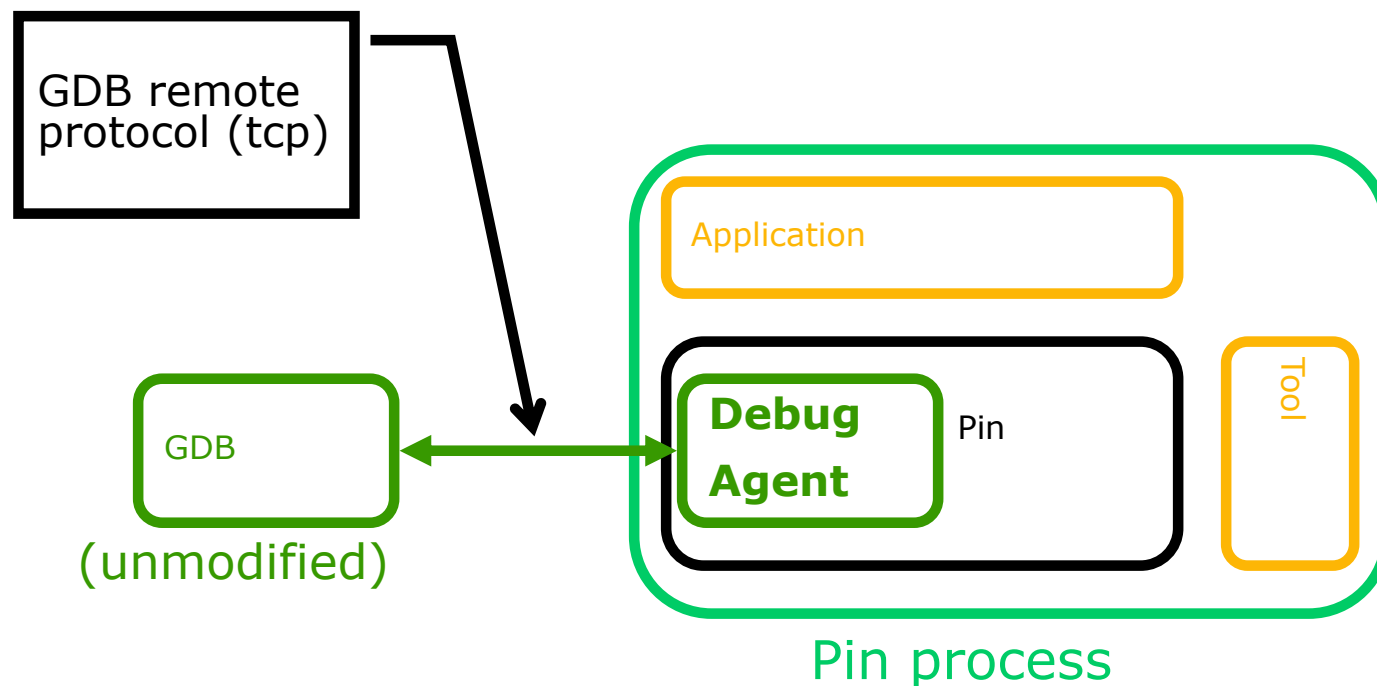 GDB remote
protocol (tcp)
Application
GDB
(unmodified)
Debug
Agent
Pin
Tool
Pin process